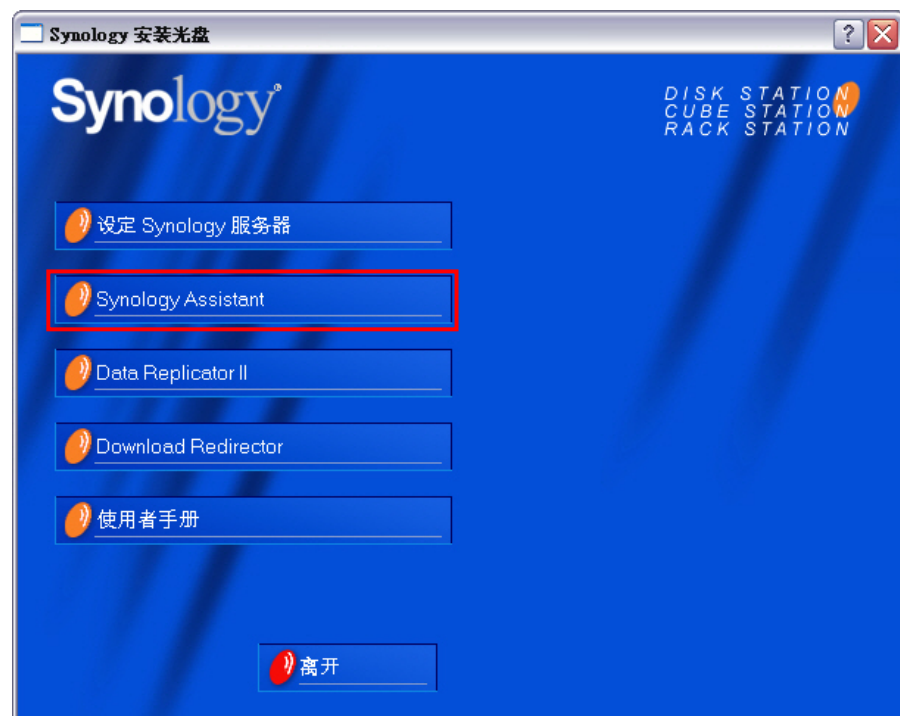 Synology 安装光盘
Synology
DISK STATION
CUBE STATION
RACK STATION
设定 Synology 服务器
Synology Assistant
Data Replicator II
Download Redirector
使用者手册
离开